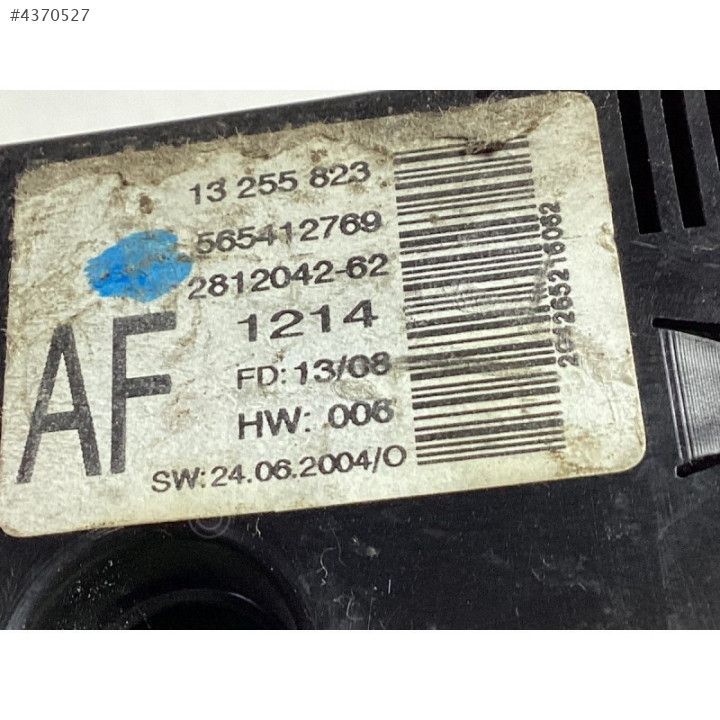 #4370527
13 255 823
565412769
2812042-62
AF
1214
FD: 13/08
HW: 006
SW: 24.06.2004/O